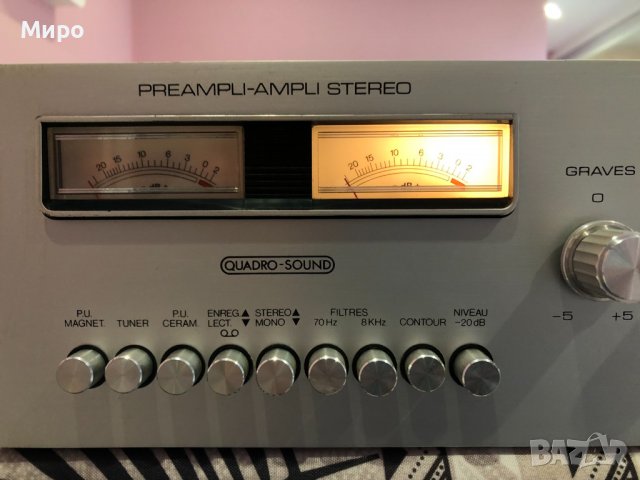 Миро
PREAMPLI-AMPLI STEREO
20 15 10 6 3 0 2
20 15 10 6 3 0 2
GRAVES
0
-5 +5
QUADRO-SOUND
P.U. MAGNET.
TUNER
P.U. CERAM.
ENREG. LECT.
STEREO MONO
FILTRES
70 Hz 8 KHz
CONTOUR
NIVEAU -20 dB
BAZAR